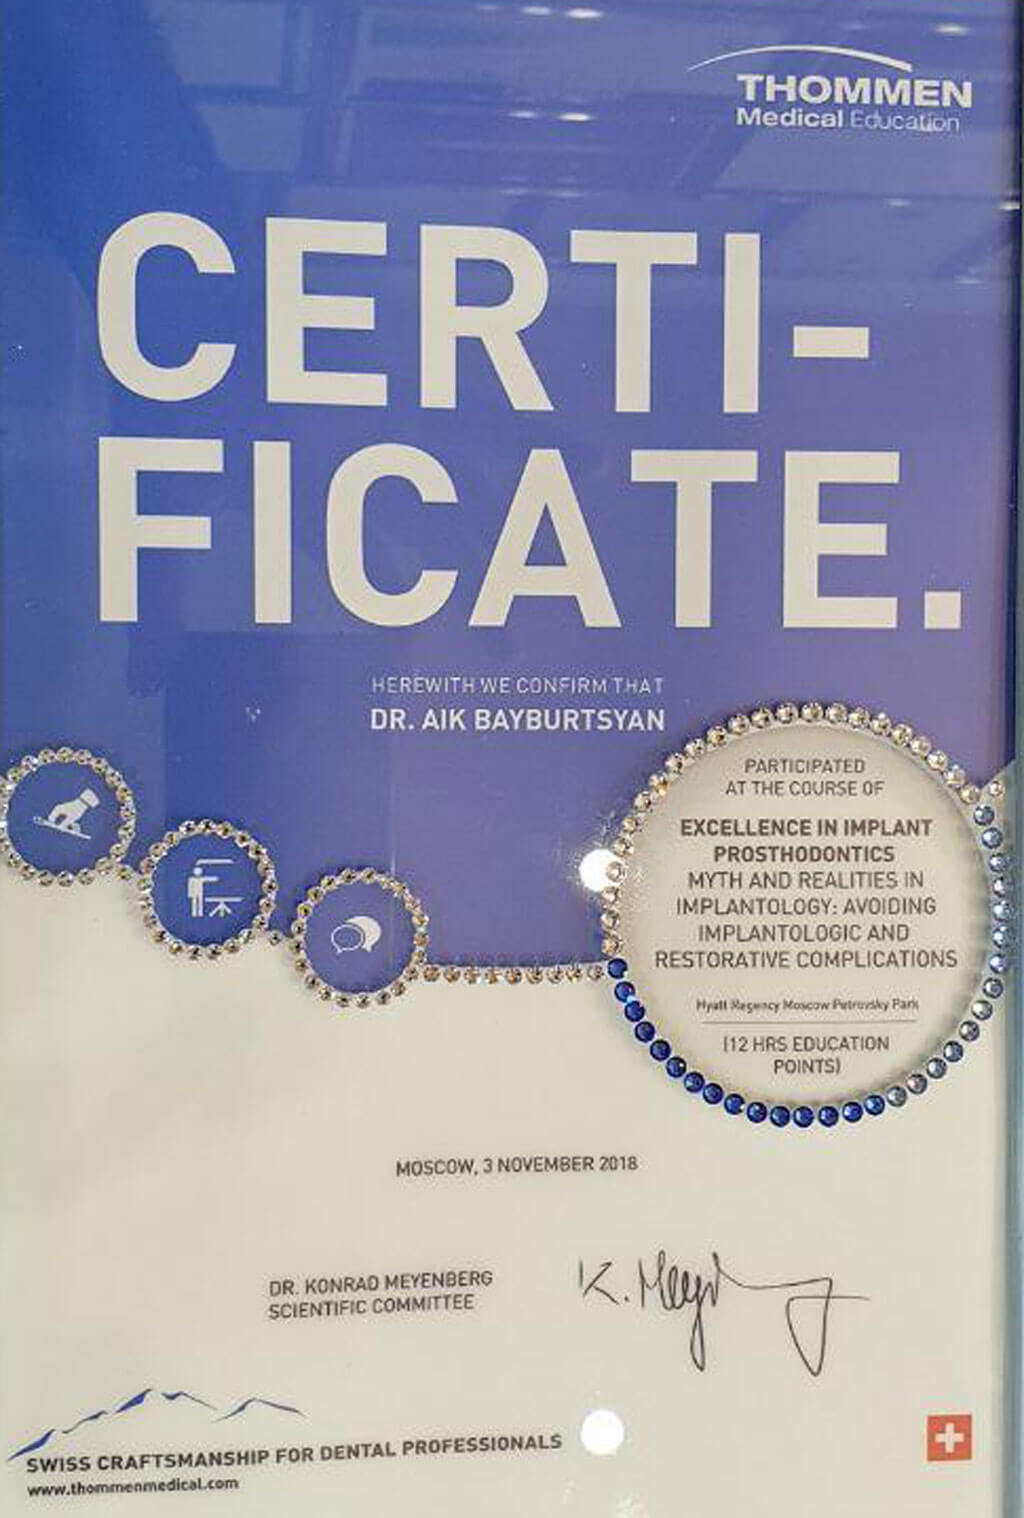 THOMMEN
Medical Education
CERTI-
FICATE.
HEREWITH WE CONFIRM THAT
DR. AIK BAYBURTSYAN
PARTICIPATED
AT THE COURSE OF
EXCELLENCE IN IMPLANT
PROSTHODONTICS
MYTH AND REALITIES IN
IMPLANTOLOGY: AVOIDING
IMPLANTOLOGIC AND
RESTORATIVE COMPLICATIONS
Hyatt Regency Moscow Petrovsky Park
(12 HRS EDUCATION
POINTS)
MOSCOW, 3 NOVEMBER 2018
DR. KONRAD MEYENBERG
SCIENTIFIC COMMITTEE
SWISS CRAFTSMANSHIP FOR DENTAL PROFESSIONALS
www.thommenmedical.com